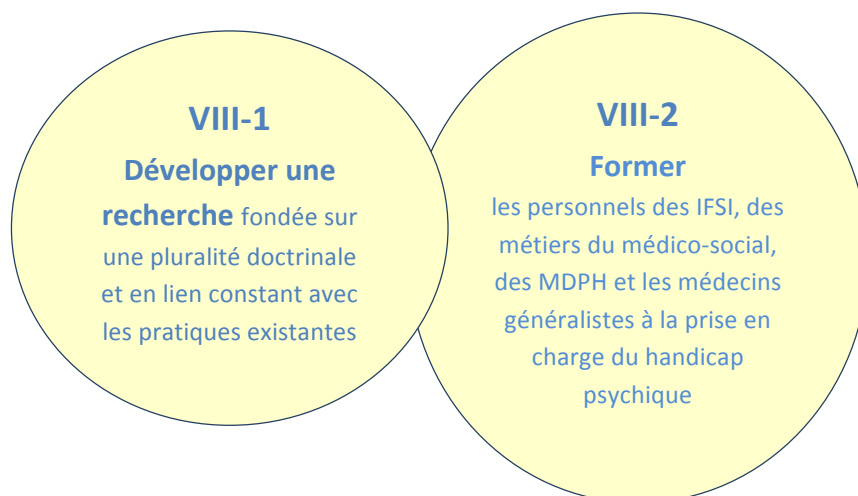 VIII-1
Développer une
recherche fondée sur
une pluralité doctrinale
et en lien constant avec
les pratiques existantes
VIII-2
Former
les personnels des IFSI, des
métiers du médico-social,
des MDPH et les médecins
généralistes à la prise en
charge du handicap
psychique